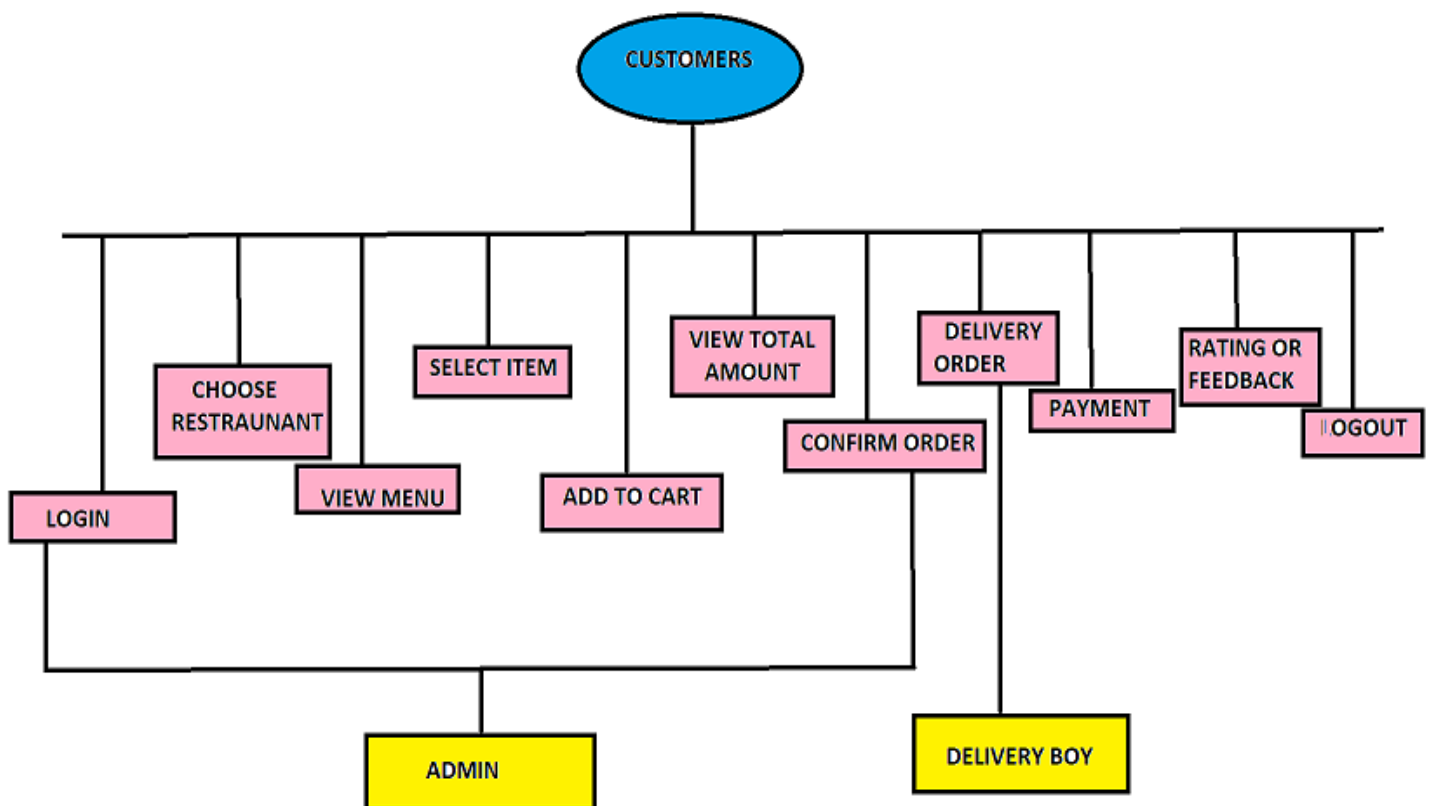 CUSTOMERS
LOGIN
CHOOSE
RESTRAUNANT
VIEW MENU
SELECT ITEM
ADD TO CART
VIEW TOTAL
AMOUNT
CONFIRM ORDER
DELIVERY
ORDER
PAYMENT
RATING OR
FEEDBACK
LOGOUT
ADMIN
DELIVERY BOY